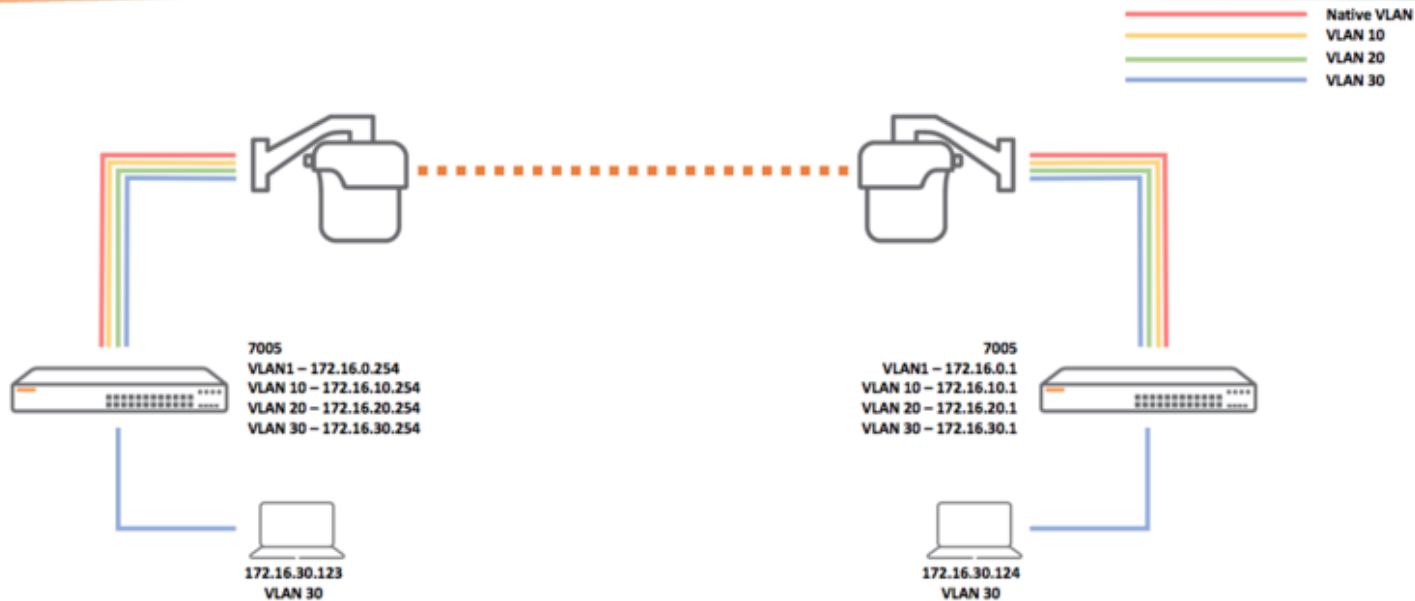 Native VLAN
VLAN 10
VLAN 20
VLAN 30
7005
VLAN1 – 172.16.0.254
VLAN 10 – 172.16.10.254
VLAN 20 – 172.16.20.254
VLAN 30 – 172.16.30.254
7005
VLAN1 – 172.16.0.1
VLAN 10 – 172.16.10.1
VLAN 20 – 172.16.20.1
VLAN 30 – 172.16.30.1
172.16.30.123
VLAN 30
172.16.30.124
VLAN 30